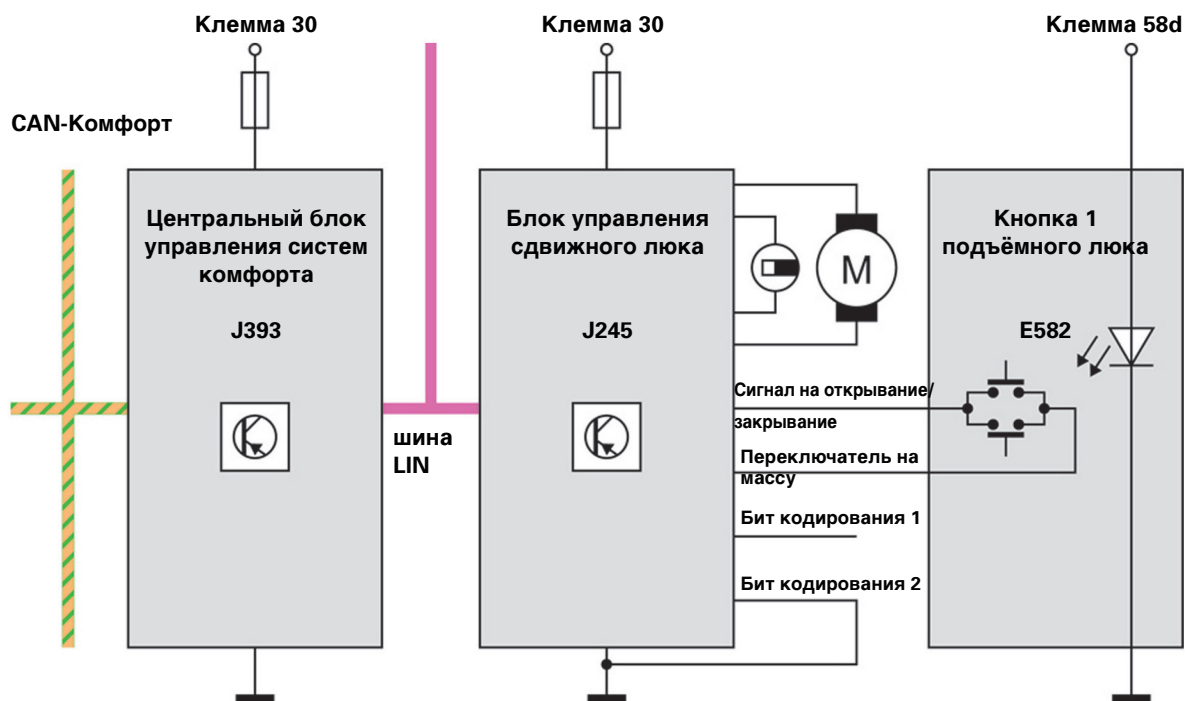 Клемма 30
Клемма 30
Клемма 58d
CAN-Комфорт
Центральный блок
управления систем
комфорта
J393
шина
LIN
Блок управления
сдвижного люка
J245
M
Сигнал на открывание/
закрывание
Переключатель на
массу
Бит кодирования 1
Бит кодирования 2
Кнопка 1
подъёмного люка
E582